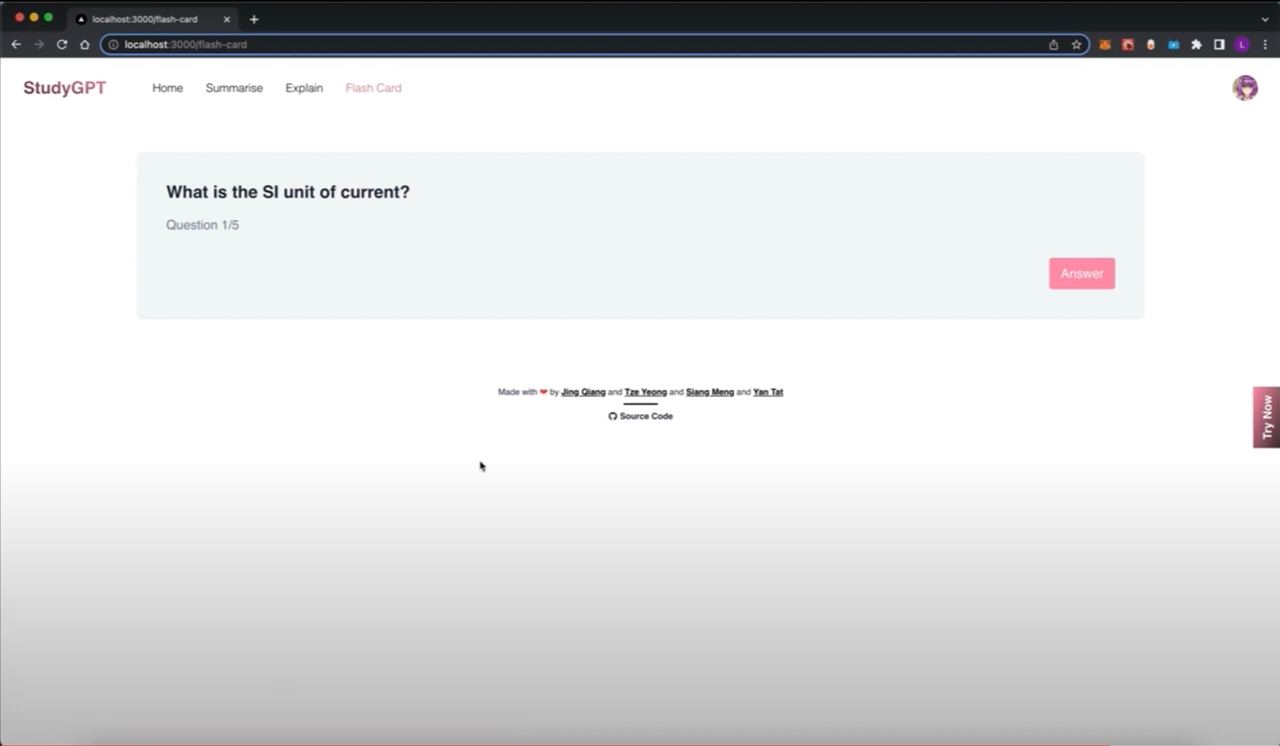 localhost:3000/flash-card
localhost:3000/flash-card
L
StudyGPT Home Summarise Explain Flash Card
What is the SI unit of current?
Question 1/5
Answer
Made with ❤ by Jing Qiang and Tze Yeong and Siang Meng and Yan Tat
Source Code
Try Now